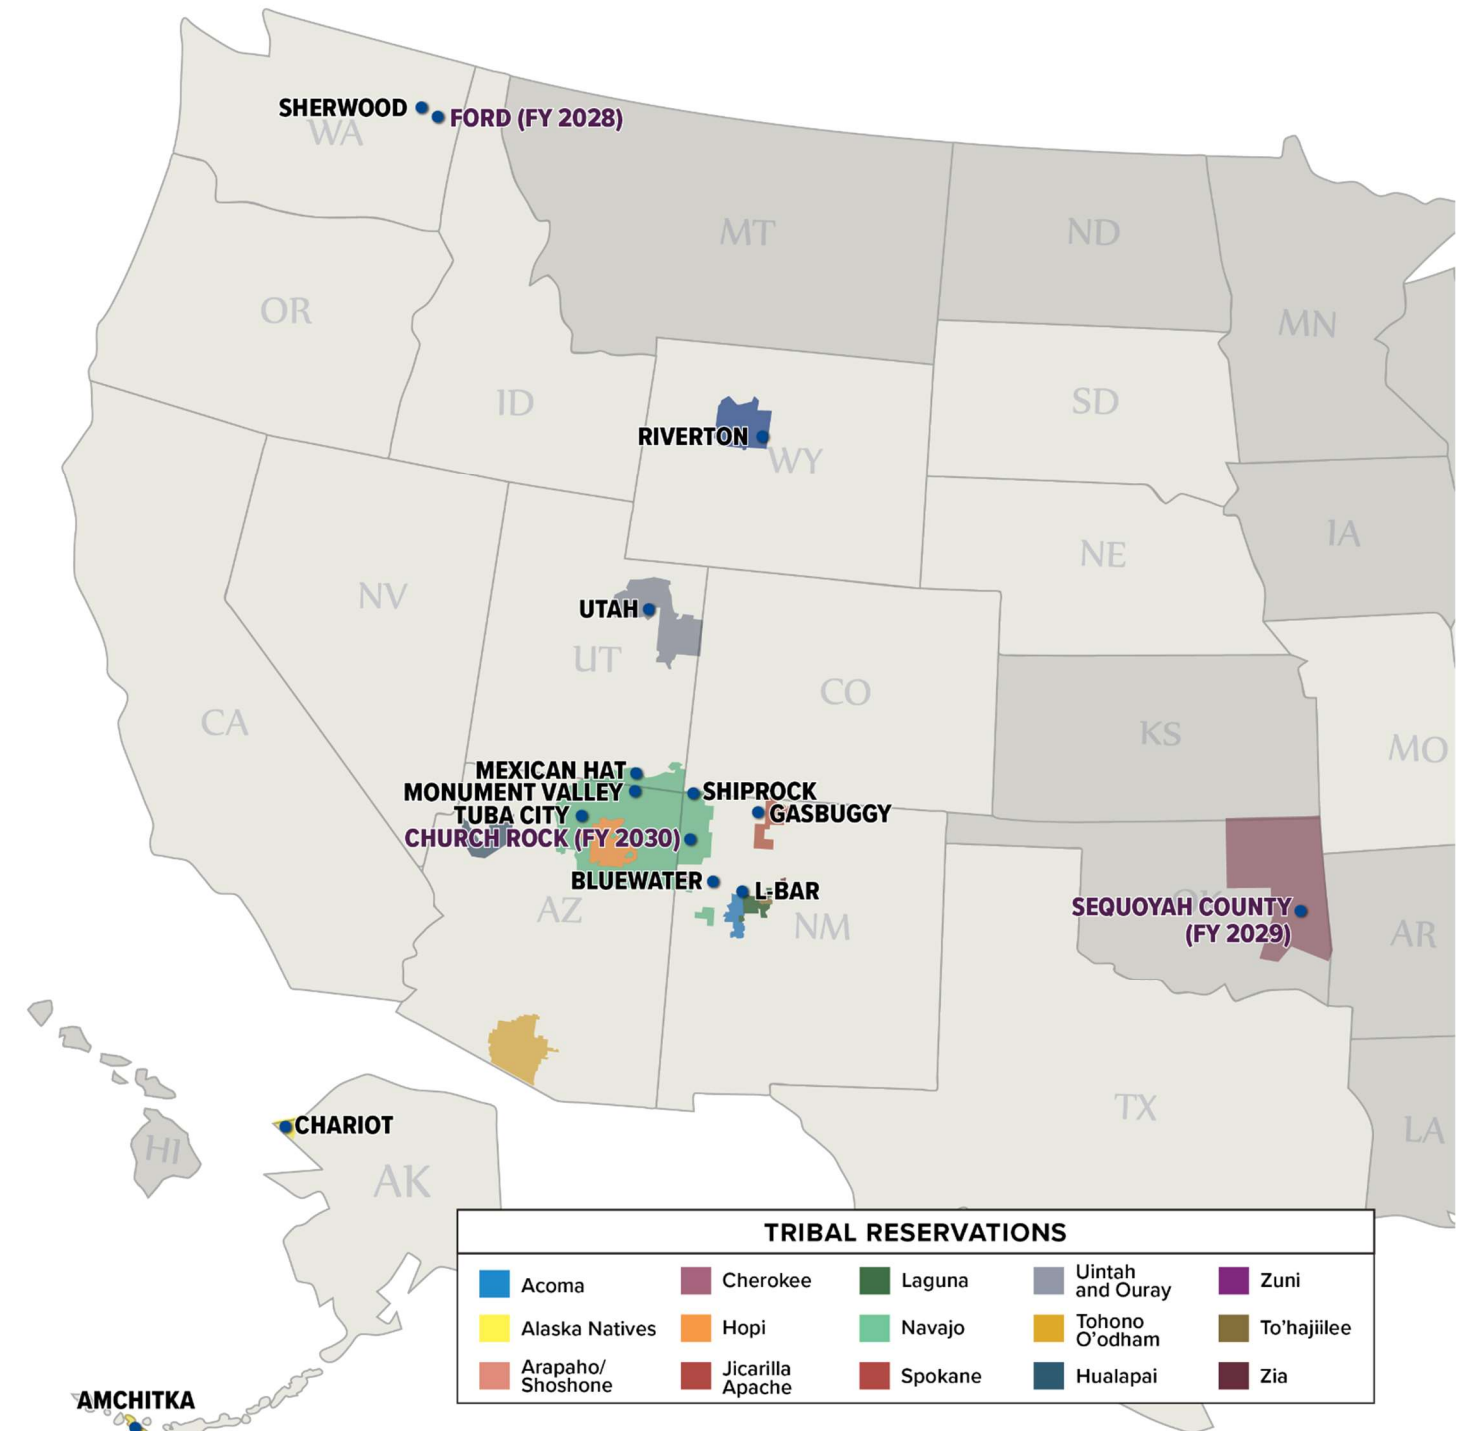 SHERWOOD
FORD (FY 2028)
WA
MT
ND
MN
OR
ID
SD
RIVERTON
WY
IA
NE
NV
UTAH
UT
CO
KS
CA
MO
MEXICAN HAT
MONUMENT VALLEY
SHIPROCK
TUBA CITY
GASBUGGY
CHURCH ROCK (FY 2030)
BLUEWATER
L-BAR
AZ
NM
OK
SEQUOYAH COUNTY
(FY 2029)
AR
TX
LA
CHARIOT
HI
AK
AMCHITKA
TRIBAL RESERVATIONS
Acoma
Cherokee
Laguna
Uintah
and Ouray
Zuni
Alaska Natives
Hopi
Navajo
Tohono
O'odham
To'hajiilee
Arapaho/
Shoshone
Jicarilla
Apache
Spokane
Hualapai
Zia